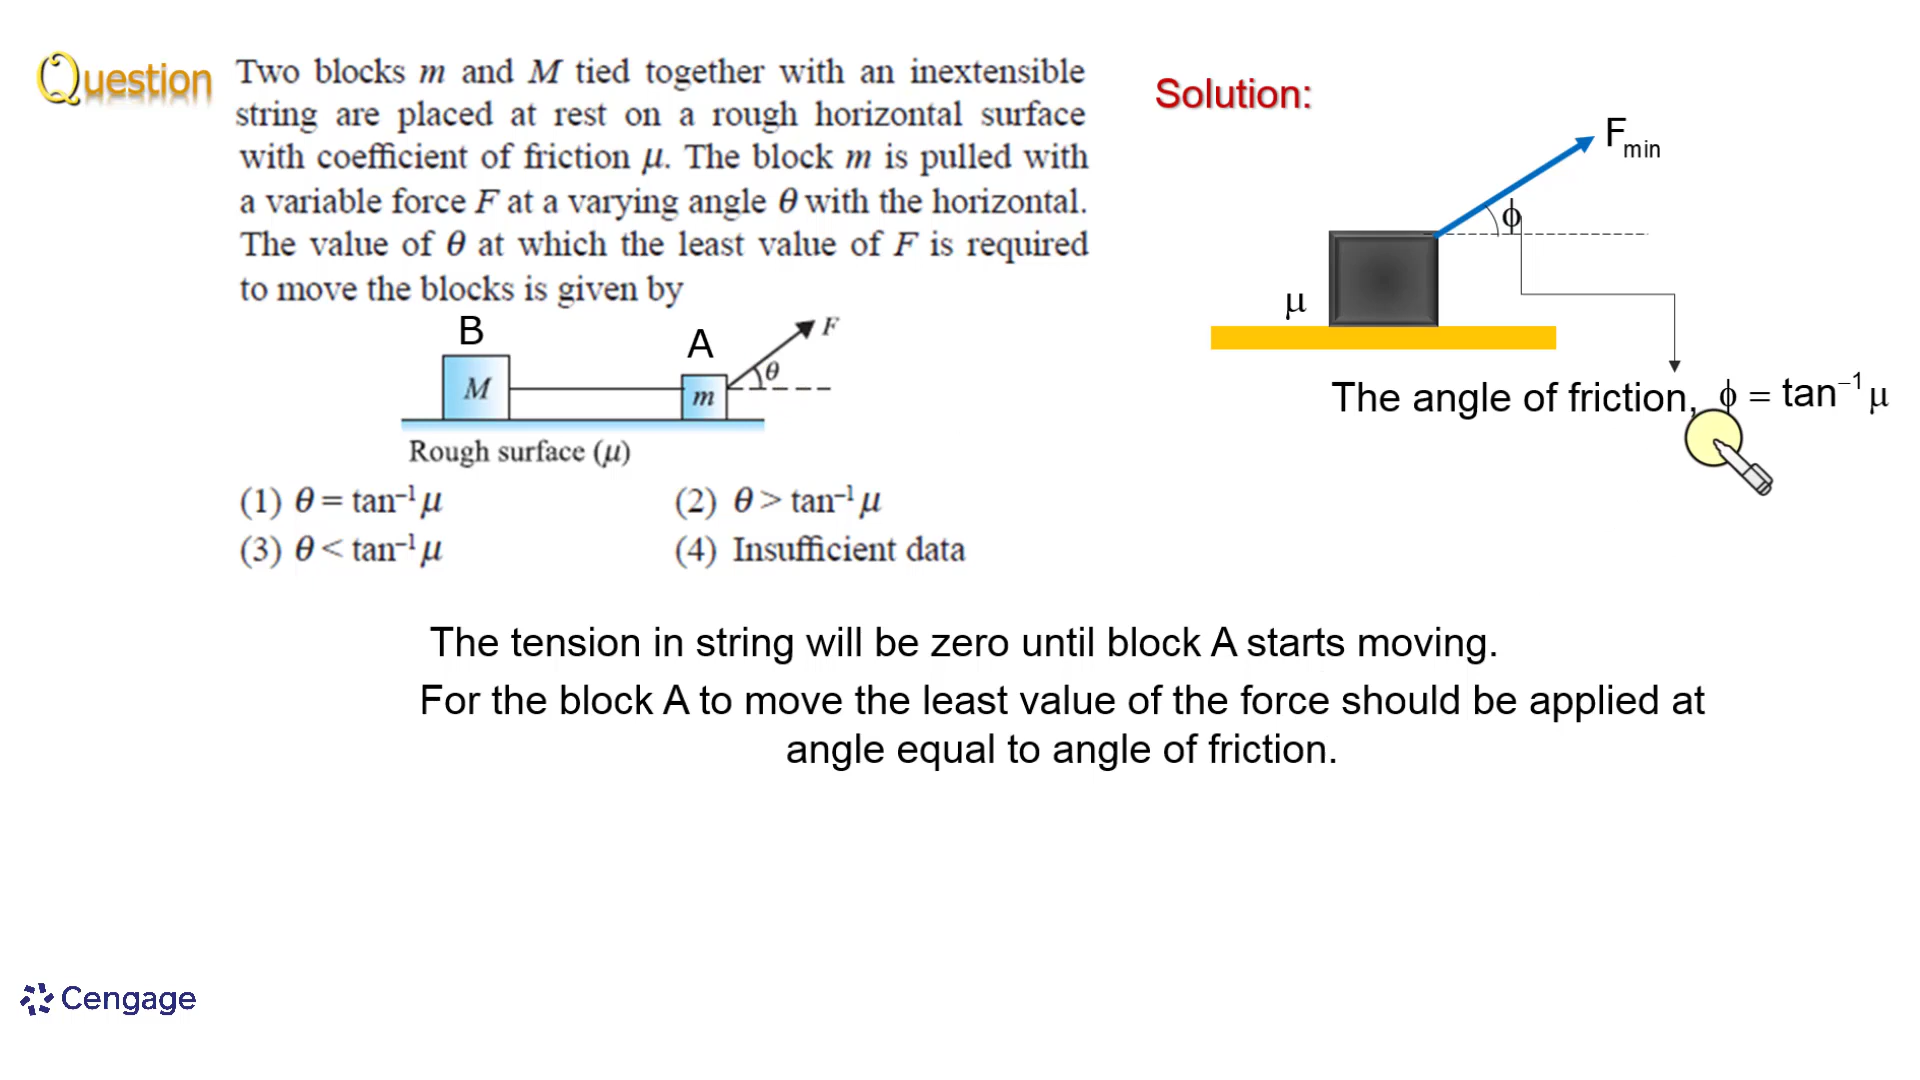 Question
Two blocks m and M tied together with an inextensible
string are placed at rest on a rough horizontal surface
with coefficient of friction μ. The block m is pulled with
a variable force F at a varying angle θ with the horizontal.
The value of θ at which the least value of F is required
to move the blocks is given by
B
A
F
θ
M
m
Rough surface (μ)
(1) θ = tan⁻¹ μ
(2) θ > tan⁻¹ μ
(3) θ < tan⁻¹ μ
(4) Insufficient data
Solution:
Fmin
ϕ
μ
The angle of friction, ϕ = tan⁻¹ μ
The tension in string will be zero until block A starts moving.
For the block A to move the least value of the force should be applied at
angle equal to angle of friction.
Cengage